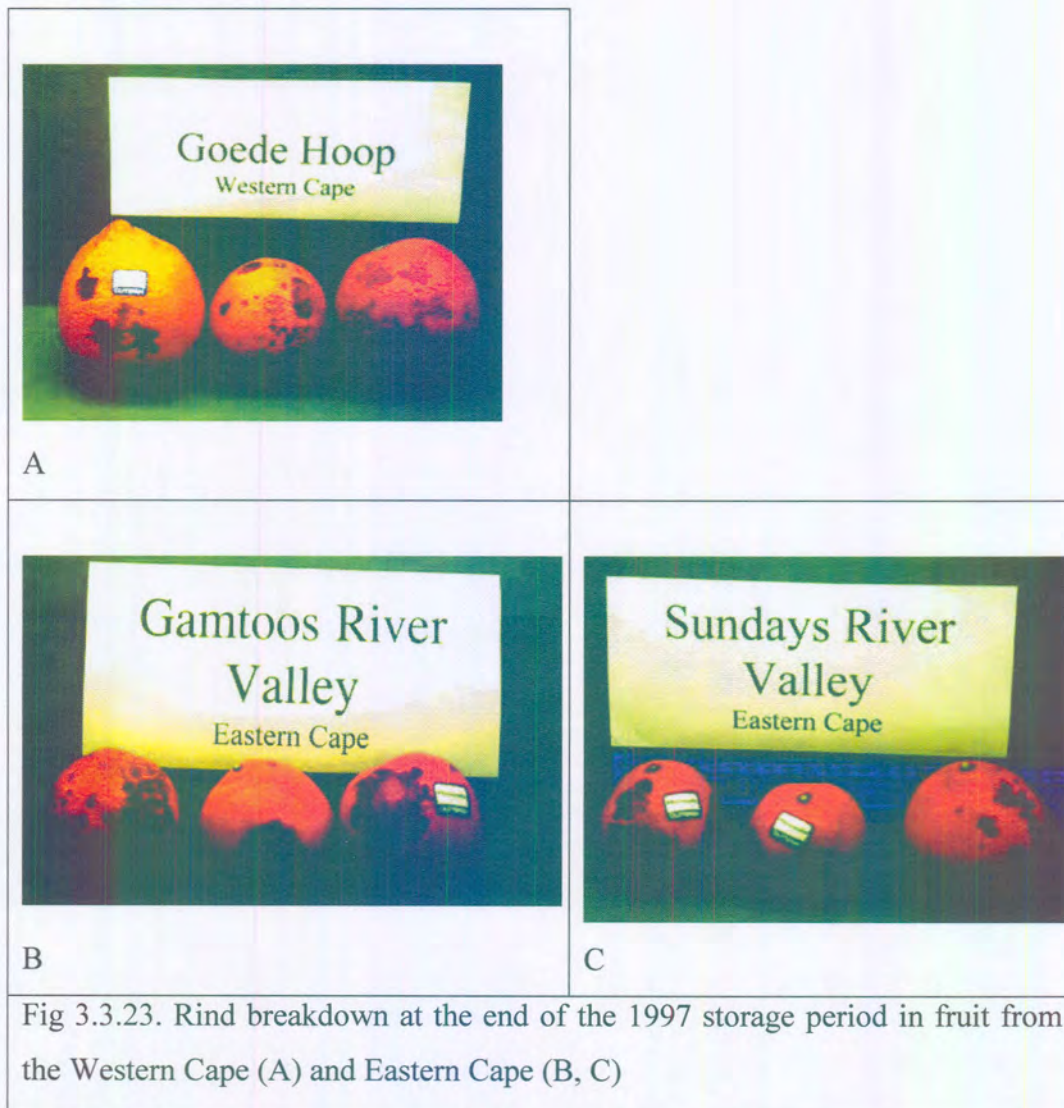 Goede Hoop
Western Cape
A
Gamtoos River
Valley
Eastern Cape
B
Sundays River
Valley
Eastern Cape
C
Fig 3.3.23. Rind breakdown at the end of the 1997 storage period in fruit from
the Western Cape (A) and Eastern Cape (B, C)